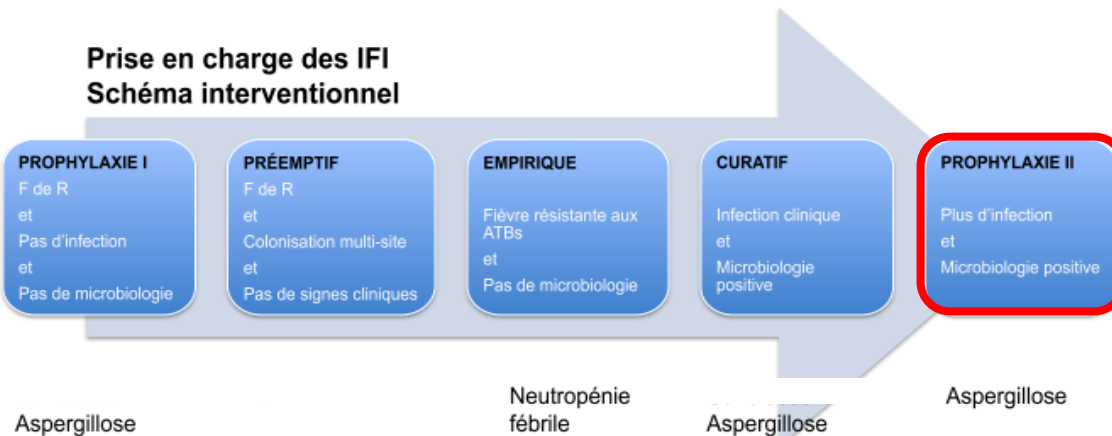 Prise en charge des IFI
Schéma interventionnel
PROPHYLAXIE I
F de R
et
Pas d'infection
et
Pas de microbiologie
PRÉEMPTIF
F de R
et
Colonisation multi-site
et
Pas de signes cliniques
EMPIRIQUE
Fièvre résistante aux
ATBs
et
Pas de microbiologie
CURATIF
Infection clinique
et
Microbiologie
positive
PROPHYLAXIE II
Plus d'infection
et
Microbiologie positive
Aspergillose
Neutropénie
fébrile
Aspergillose
Aspergillose